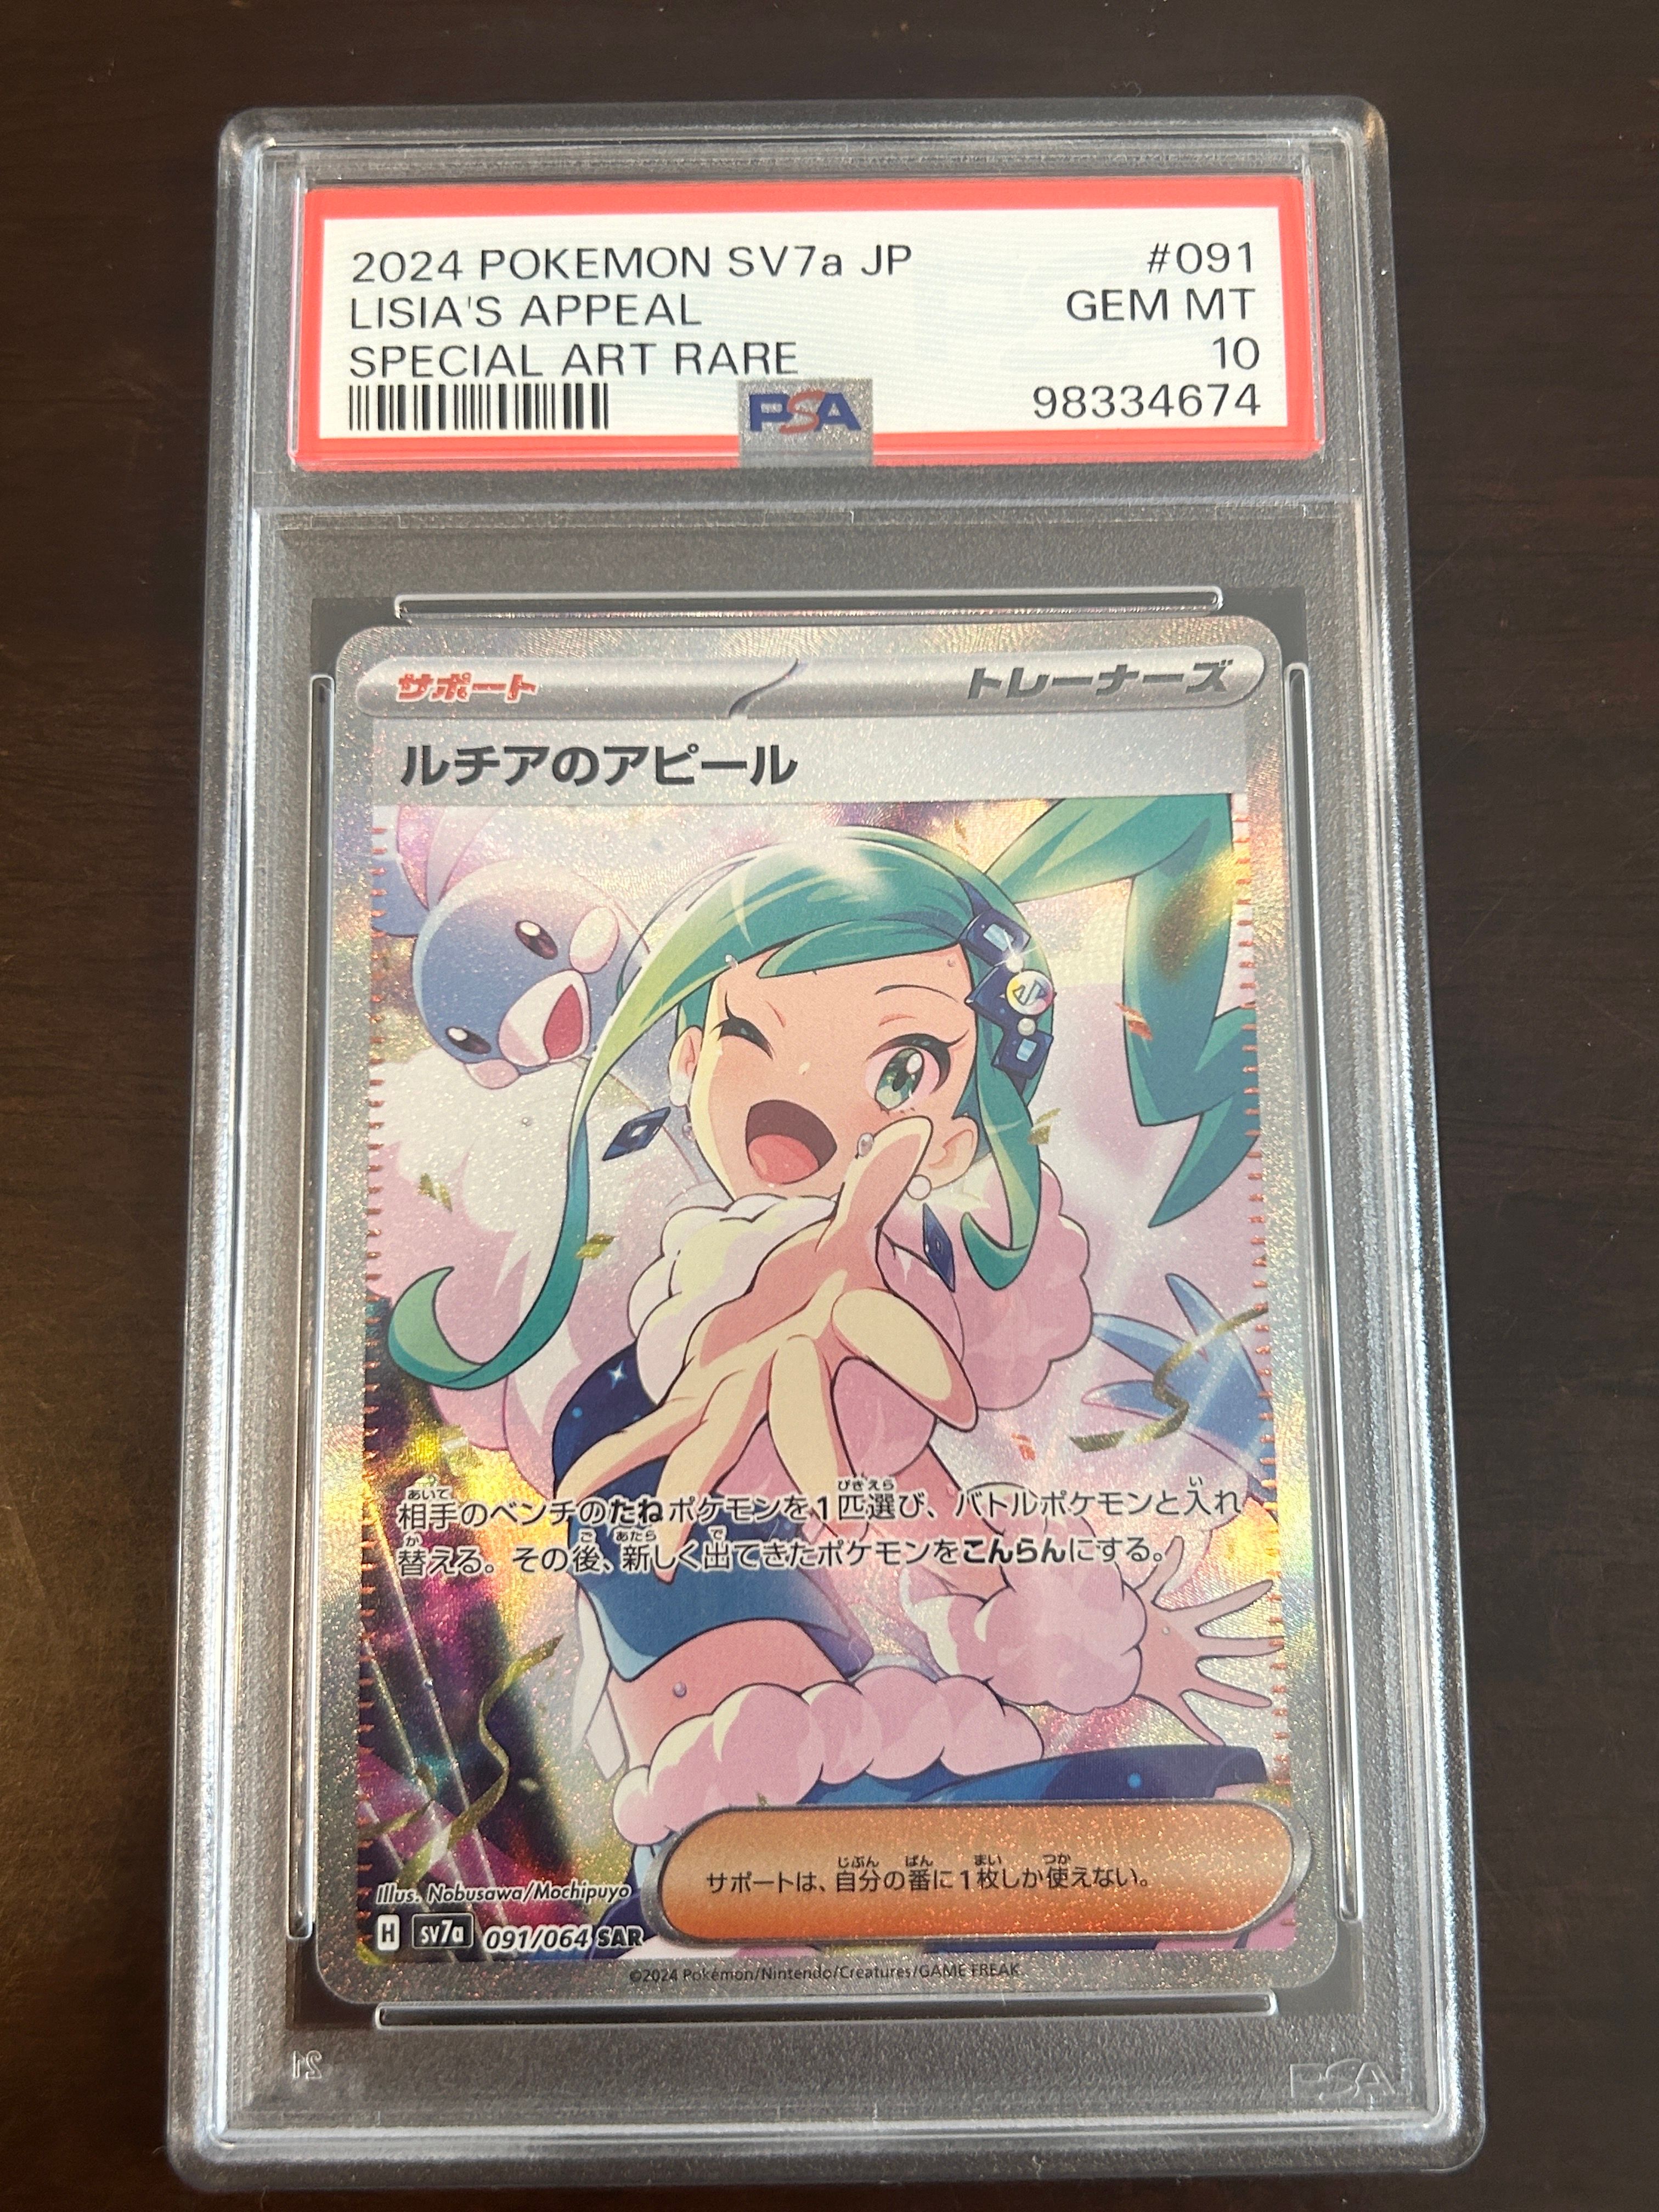 2024 POKEMON SV7a JP #091
LISIA'S APPEAL GEM MT
SPECIAL ART RARE 10
PSA 98334674
サポート トレーナーズ
ルチアのアピール
相手のベンチのたねポケモンを1匹選び、バトルポケモンと入れ
替える。その後、新しく出てきたポケモンをこんらんにする。
サポートは、自分の番に1枚しか使えない。
Illus. Nobusawa/Mochipuyo
H SV7a 091/064 SAR
©2024 Pokémon/Nintendo/Creatures/GAME FREAK
PSA